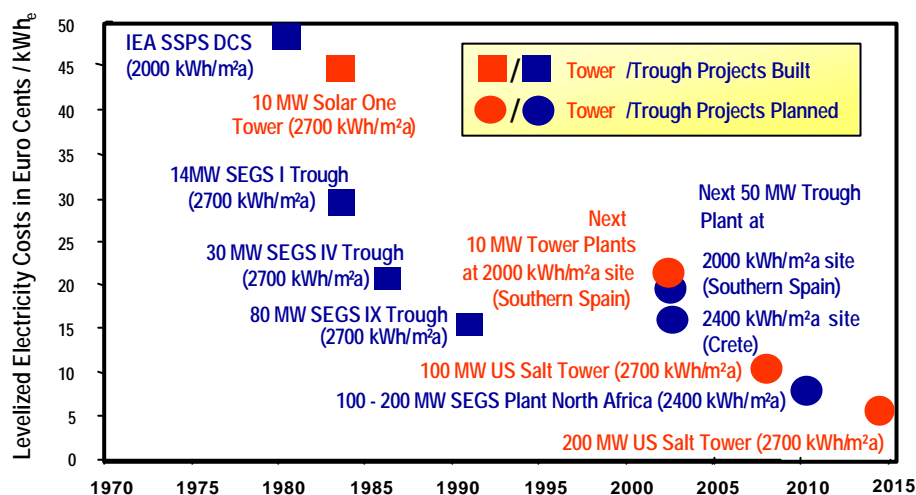 Levelized Electricity Costs in Euro Cents / kWhe
50
45
40
35
30
25
20
15
10
5
0
1970
1975
1980
1985
1990
1995
2000
2005
2010
2015
IEA SSPS DCS
(2000 kWh/m²a)
10 MW Solar One
Tower (2700 kWh/m²a)
14MW SEGS I Trough
(2700 kWh/m²a)
30 MW SEGS IV Trough
(2700 kWh/m²a)
80 MW SEGS IX Trough
(2700 kWh/m²a)
/ Tower /Trough Projects Built
/ Tower /Trough Projects Planned
Next
10 MW Tower Plants
at 2000 kWh/m²a site
(Southern Spain)
Next 50 MW Trough
Plant at
2000 kWh/m²a site
(Southern Spain)
2400 kWh/m²a site
(Crete)
100 MW US Salt Tower (2700 kWh/m²a)
100 - 200 MW SEGS Plant North Africa (2400 kWh/m²a)
200 MW US Salt Tower (2700 kWh/m²a)